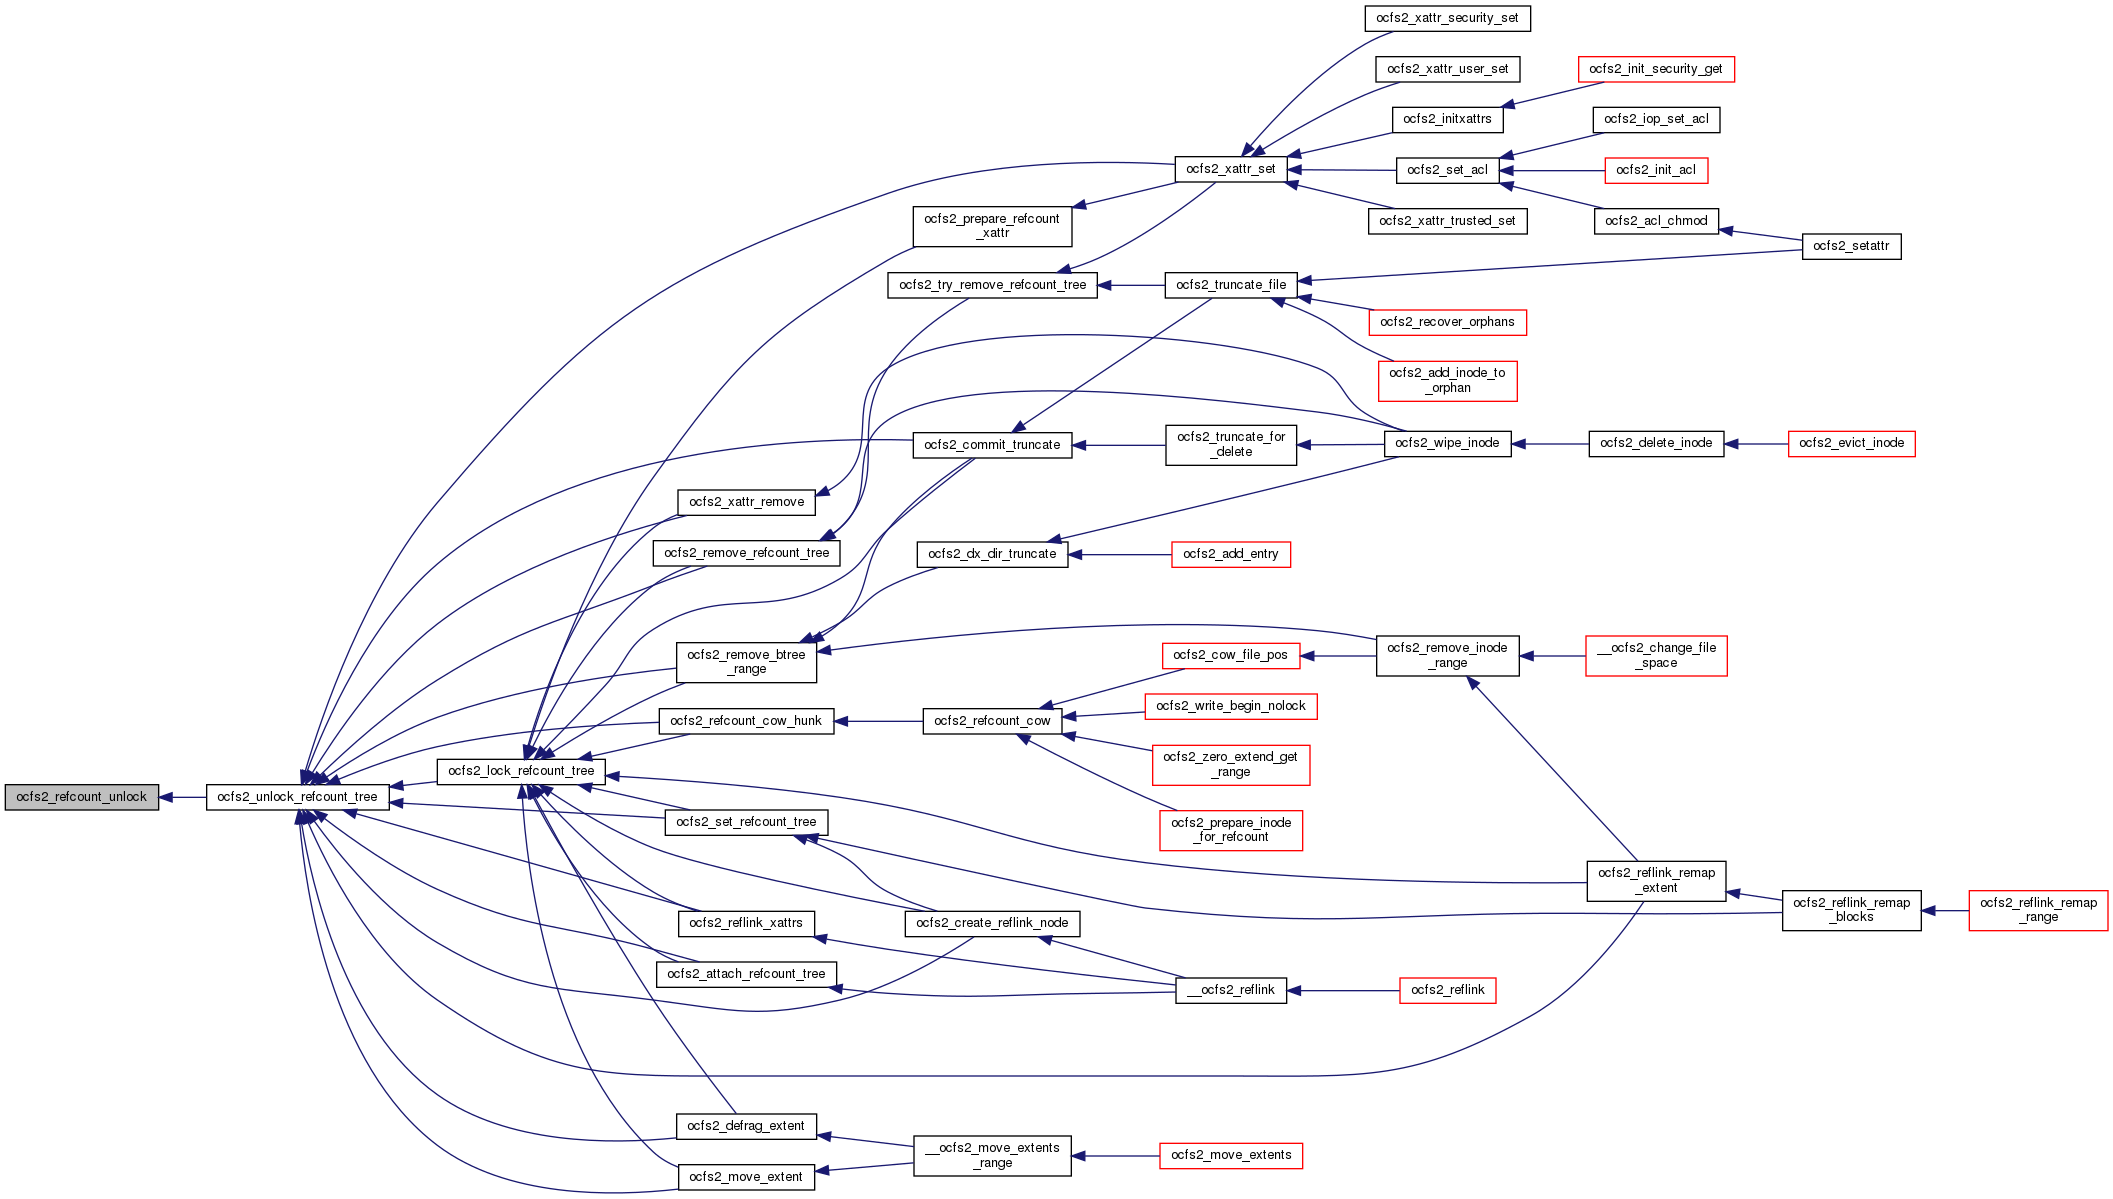 ocfs2_xattr_security_set
ocfs2_xattr_user_set
ocfs2_init_security_get
ocfs2_initxattrs
ocfs2_iop_set_acl
ocfs2_xattr_set
ocfs2_set_acl
ocfs2_init_acl
ocfs2_prepare_refcount
_xattr
ocfs2_xattr_trusted_set
ocfs2_acl_chmod
ocfs2_setattr
ocfs2_try_remove_refcount_tree
ocfs2_truncate_file
ocfs2_recover_orphans
ocfs2_add_inode_to
_orphan
ocfs2_commit_truncate
ocfs2_truncate_for
_delete
ocfs2_wipe_inode
ocfs2_delete_inode
ocfs2_evict_inode
ocfs2_xattr_remove
ocfs2_remove_refcount_tree
ocfs2_dx_dir_truncate
ocfs2_add_entry
ocfs2_remove_btree
_range
ocfs2_cow_file_pos
ocfs2_remove_inode
_range
__ocfs2_change_file
_space
ocfs2_refcount_cow_hunk
ocfs2_refcount_cow
ocfs2_write_begin_nolock
ocfs2_zero_extend_get
_range
ocfs2_lock_refcount_tree
ocfs2_refcount_unlock
ocfs2_unlock_refcount_tree
ocfs2_set_refcount_tree
ocfs2_prepare_inode
_for_refcount
ocfs2_reflink_remap
_extent
ocfs2_reflink_xattrs
ocfs2_create_reflink_node
ocfs2_reflink_remap
_blocks
ocfs2_reflink_remap
_range
ocfs2_attach_refcount_tree
__ocfs2_reflink
ocfs2_reflink
ocfs2_defrag_extent
__ocfs2_move_extents
_range
ocfs2_move_extents
ocfs2_move_extent